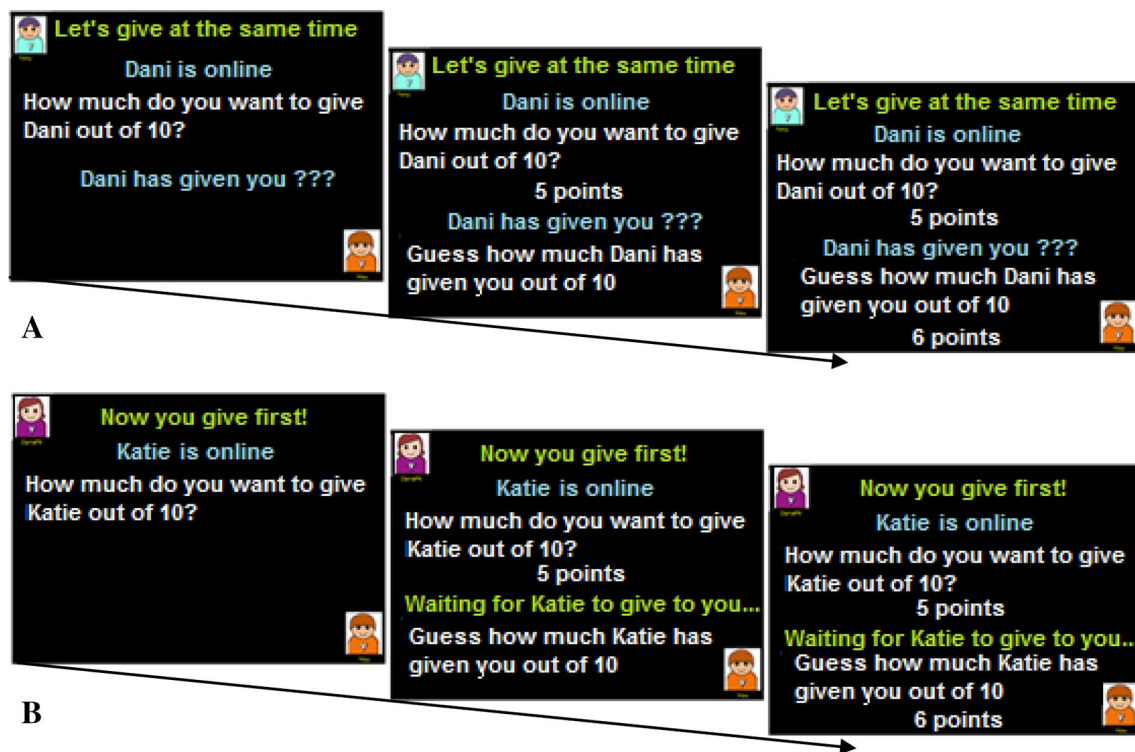 Let's give at the same time
Dani is online
How much do you want to give
Dani out of 10?
Dani has given you ???
Let's give at the same time
Dani is online
How much do you want to give
Dani out of 10?
5 points
Dani has given you ???
Guess how much Dani has
given you out of 10
Let's give at the same time
Dani is online
How much do you want to give
Dani out of 10?
5 points
Dani has given you ???
Guess how much Dani has
given you out of 10
6 points
A
Now you give first!
Katie is online
How much do you want to give
Katie out of 10?
Now you give first!
Katie is online
How much do you want to give
Katie out of 10?
5 points
Waiting for Katie to give to you...
Guess how much Katie has
given you out of 10
Now you give first!
Katie is online
How much do you want to give
Katie out of 10?
5 points
Waiting for Katie to give to you...
Guess how much Katie has
given you out of 10
6 points
B